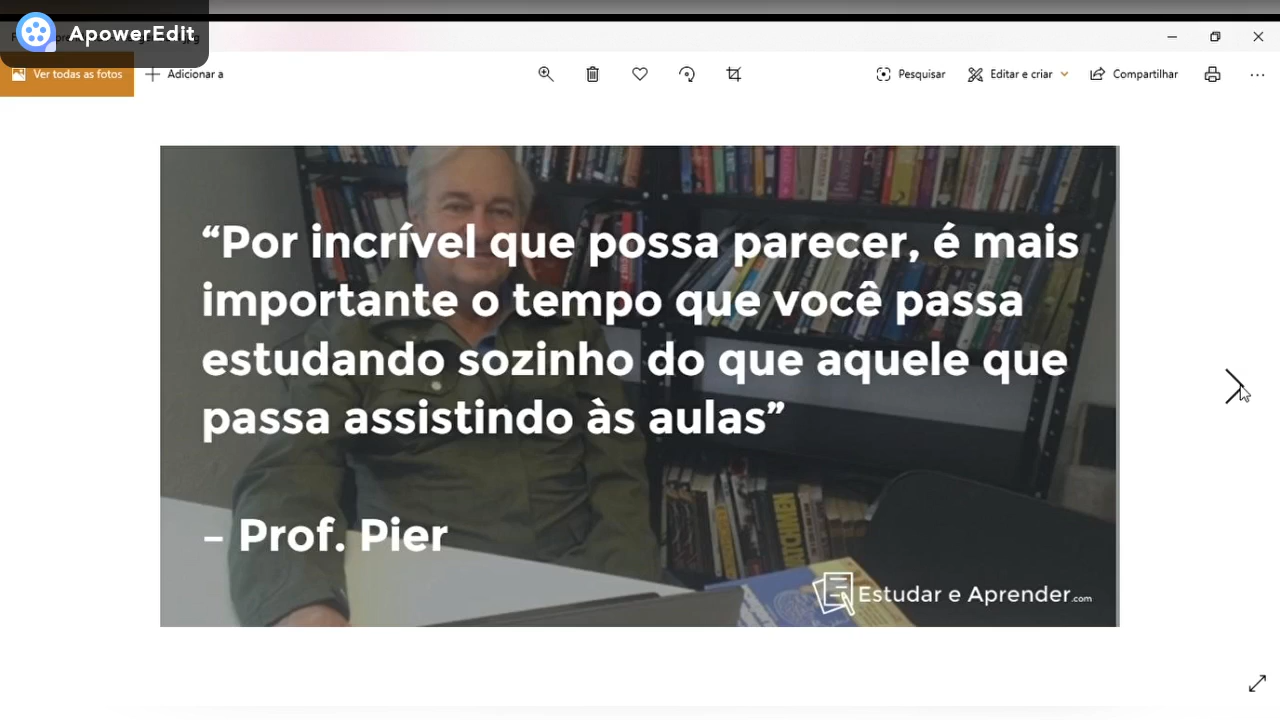 ApowerEdit
Ver todas as fotos
Adicionar a
Pesquisar
Editar e criar
Compartilhar
“Por incrível que possa parecer, é mais
importante o tempo que você passa
estudando sozinho do que aquele que
passa assistindo às aulas”
– Prof. Pier
Estudar e Aprender.com